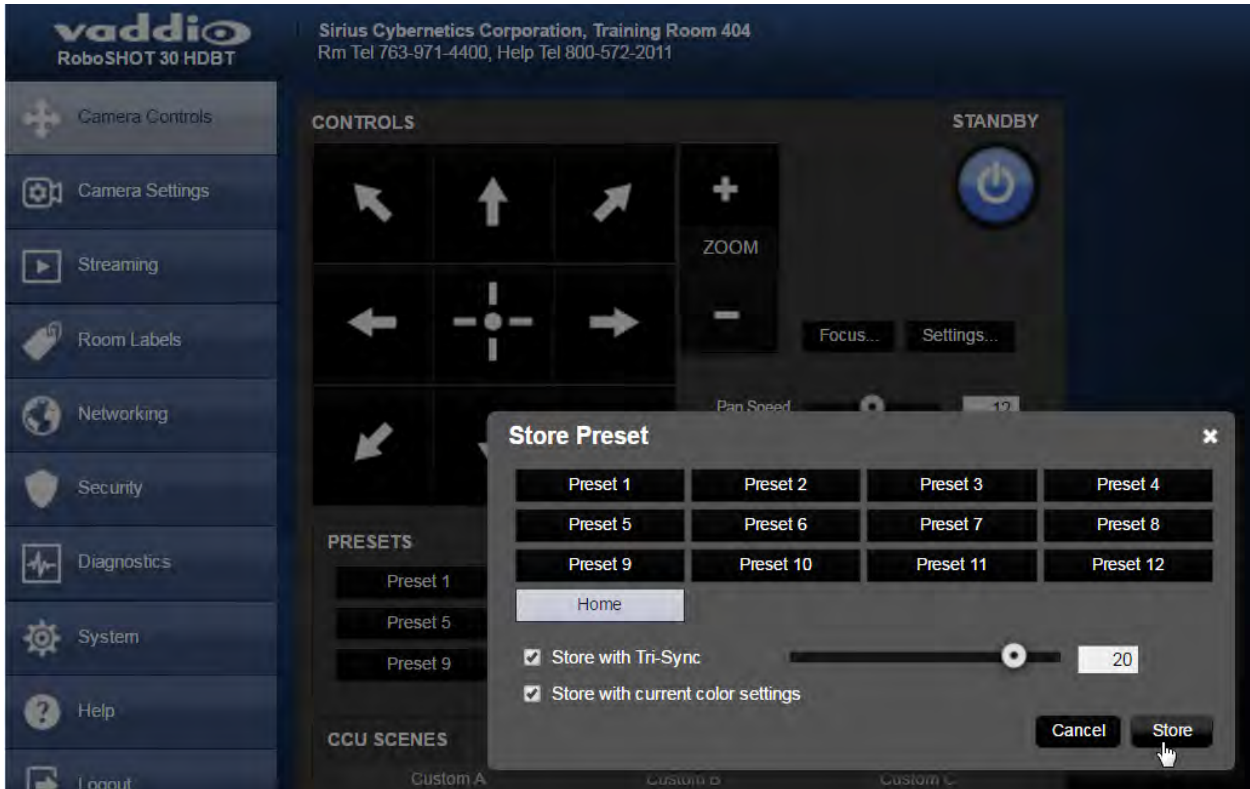 vaddio
RoboSHOT 30 HDBT
Sirius Cybernetics Corporation, Training Room 404
Rm Tel 763-971-4400, Help Tel 800-572-2011
Camera Controls
Camera Settings
Streaming
Room Labels
Networking
Security
Diagnostics
System
Help
Logout
CONTROLS
STANDBY
+
ZOOM
-
Focus...
Settings...
Pan Speed
12
PRESETS
Preset 1
Preset 5
Preset 9
CCU SCENES
Custom A
Custom B
Custom C
Store Preset
Preset 1
Preset 2
Preset 3
Preset 4
Preset 5
Preset 6
Preset 7
Preset 8
Preset 9
Preset 10
Preset 11
Preset 12
Home
Store with Tri-Sync
20
Store with current color settings
Cancel
Store